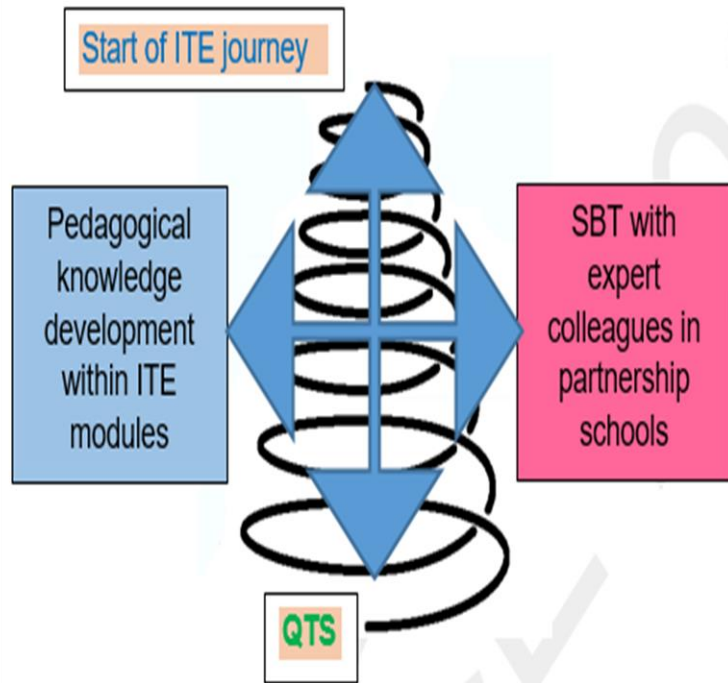 Start of ITE journey
Pedagogical
knowledge
development
within ITE
modules
SBT with
expert
colleagues in
partnership
schools
QTS